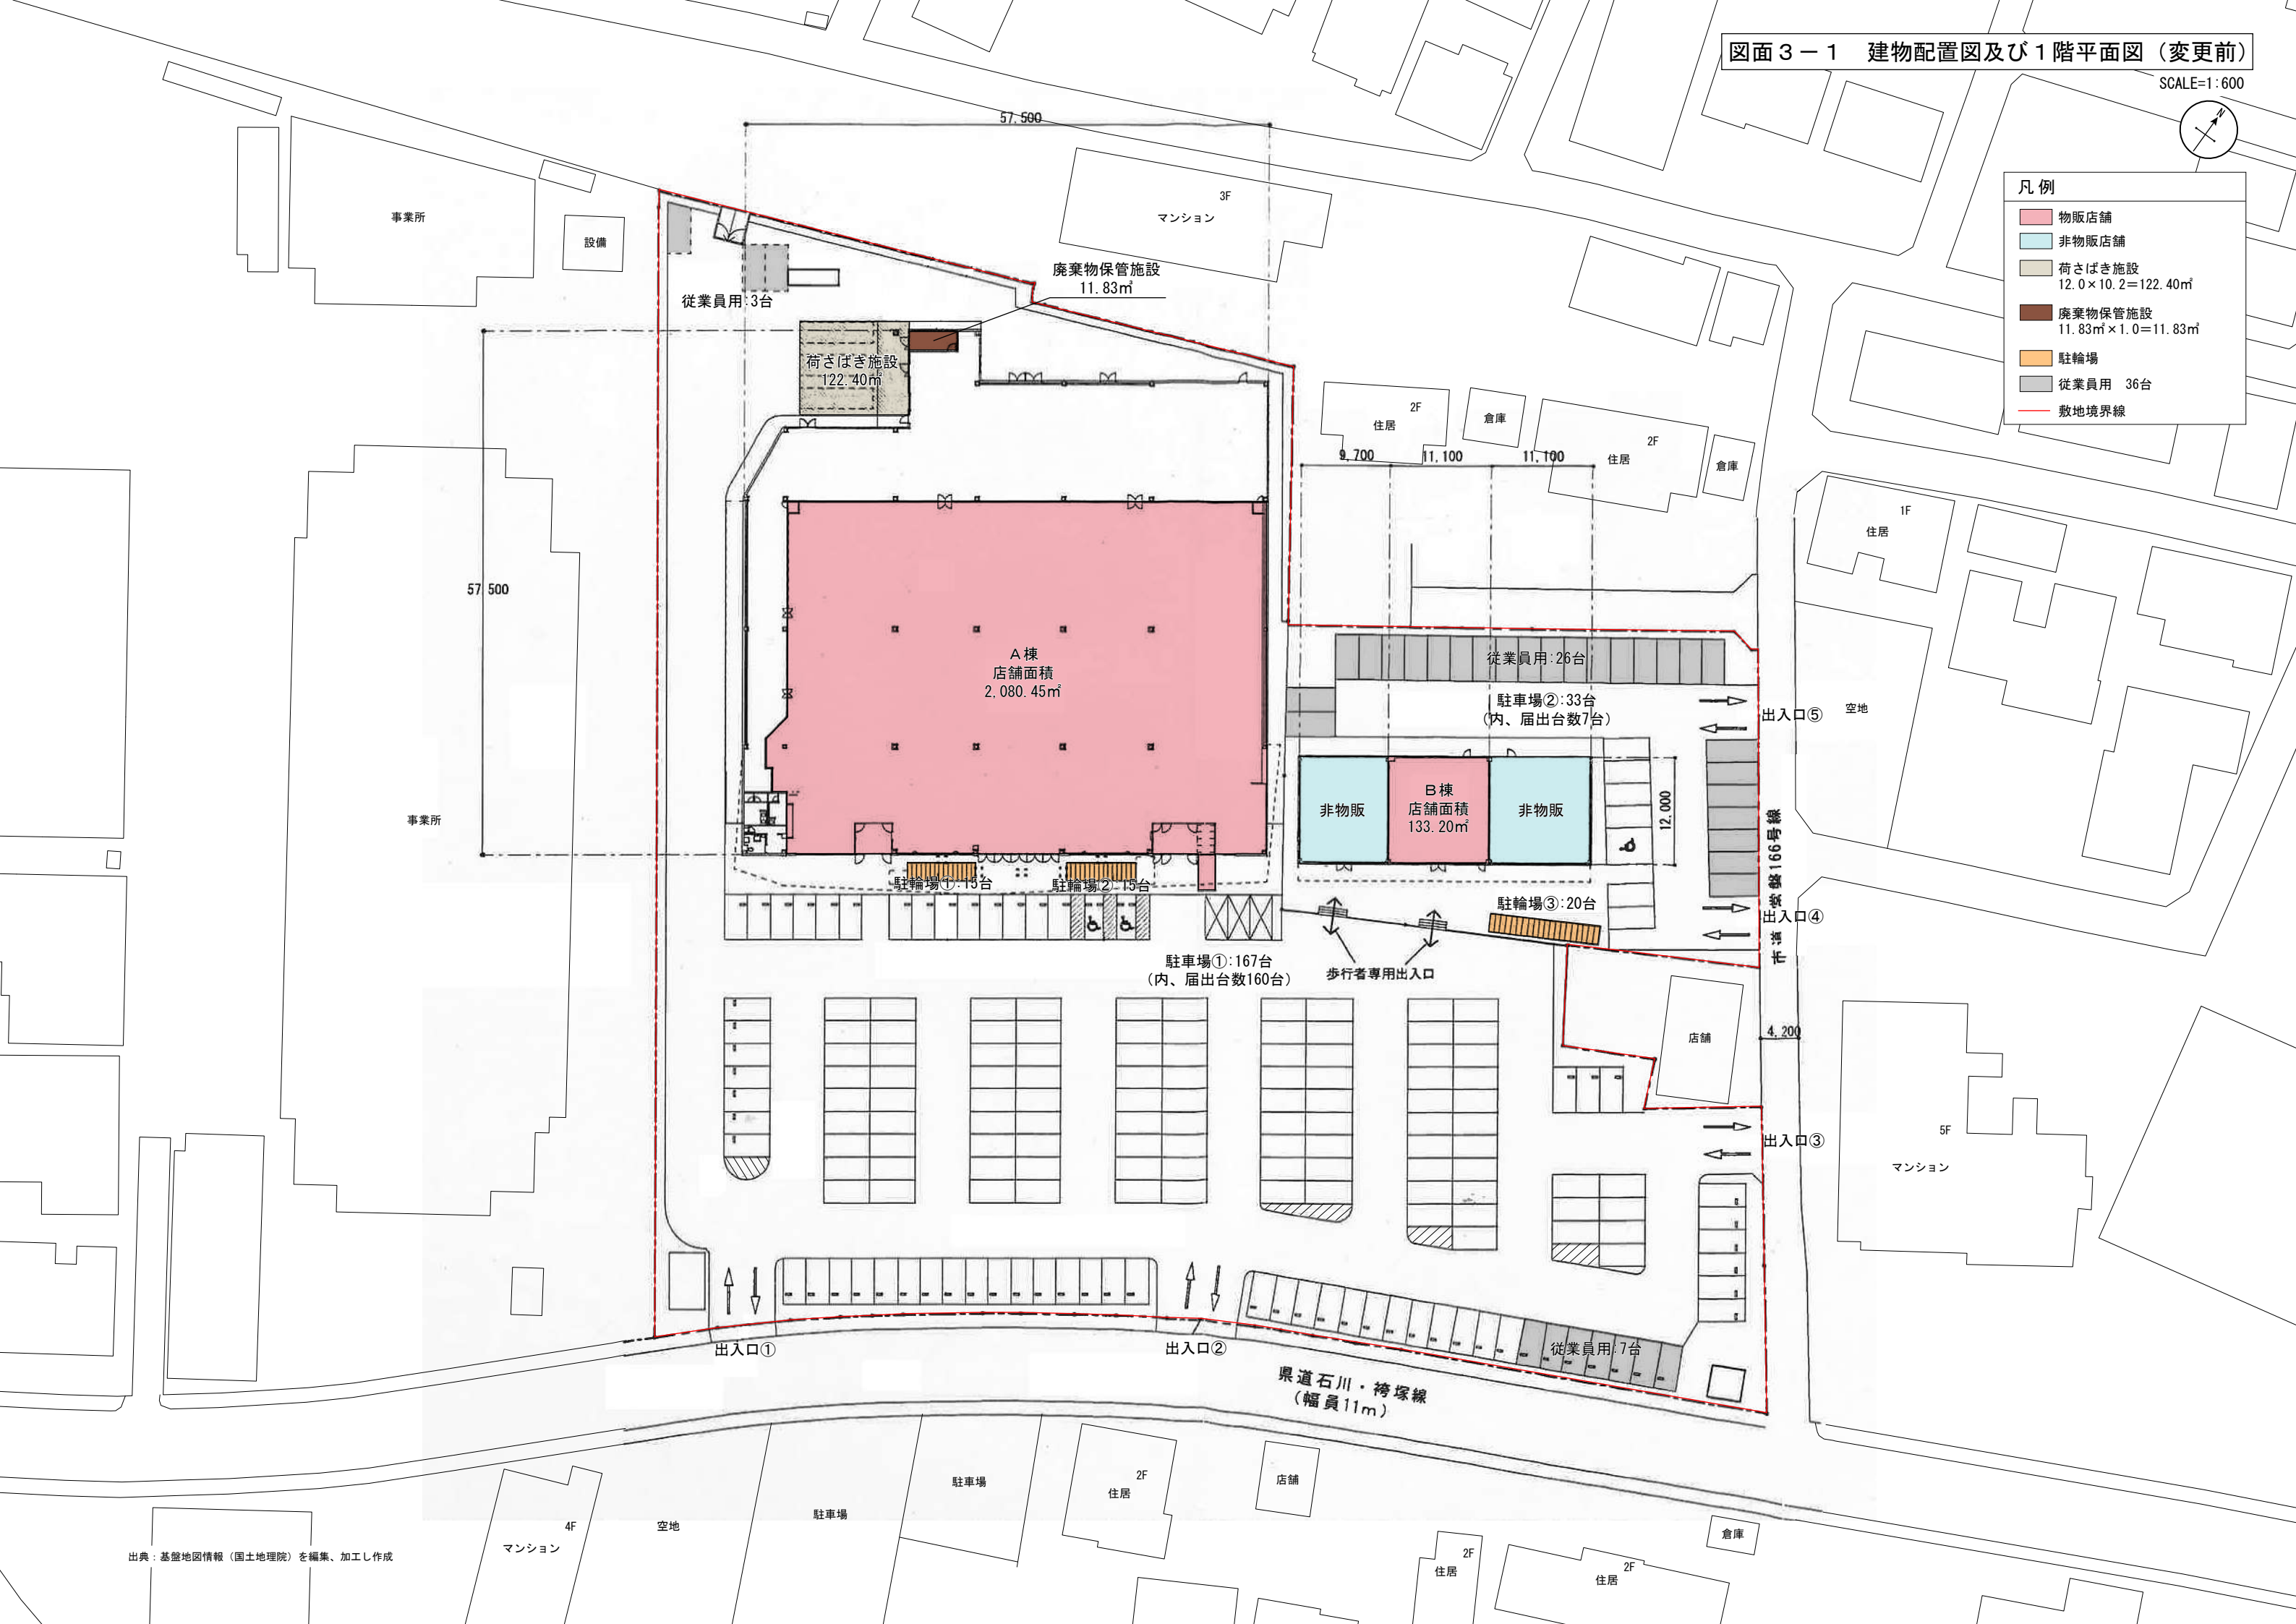 図面３－１　建物配置図及び１階平面図（変更前）
SCALE=1:600
N
凡例
物販店舗
非物販店舗
荷さばき施設
12.0×10.2＝122.40㎡
廃棄物保管施設
11.83㎡×1.0＝11.83㎡
駐輪場
従業員用　36台
敷地境界線
57,500
3F
マンション
事業所
設備
廃棄物保管施設
11.83㎡
従業員用:3台
荷さばき施設
122.40㎡
2F
住居
倉庫
2F
住居
倉庫
9,700
11,100
11,100
1F
住居
57,500
A棟
店舗面積
2,080.45㎡
従業員用:26台
駐車場②:33台
（内、届出台数7台）
出入口⑤
空地
非物販
B棟
店舗面積
133.20㎡
非物販
12,000
市道 常磐166号線
事業所
駐輪場①:15台
駐輪場②:15台
駐輪場③:20台
出入口④
駐車場①:167台
（内、届出台数160台）
歩行者専用出入口
店舗
4,200
出入口③
5F
マンション
出入口①
出入口②
従業員用:7台
県道石川・袴塚線
（幅員11m）
4F
マンション
空地
駐車場
駐車場
2F
住居
店舗
2F
住居
2F
住居
倉庫
出典：基盤地図情報（国土地理院）を編集、加工し作成